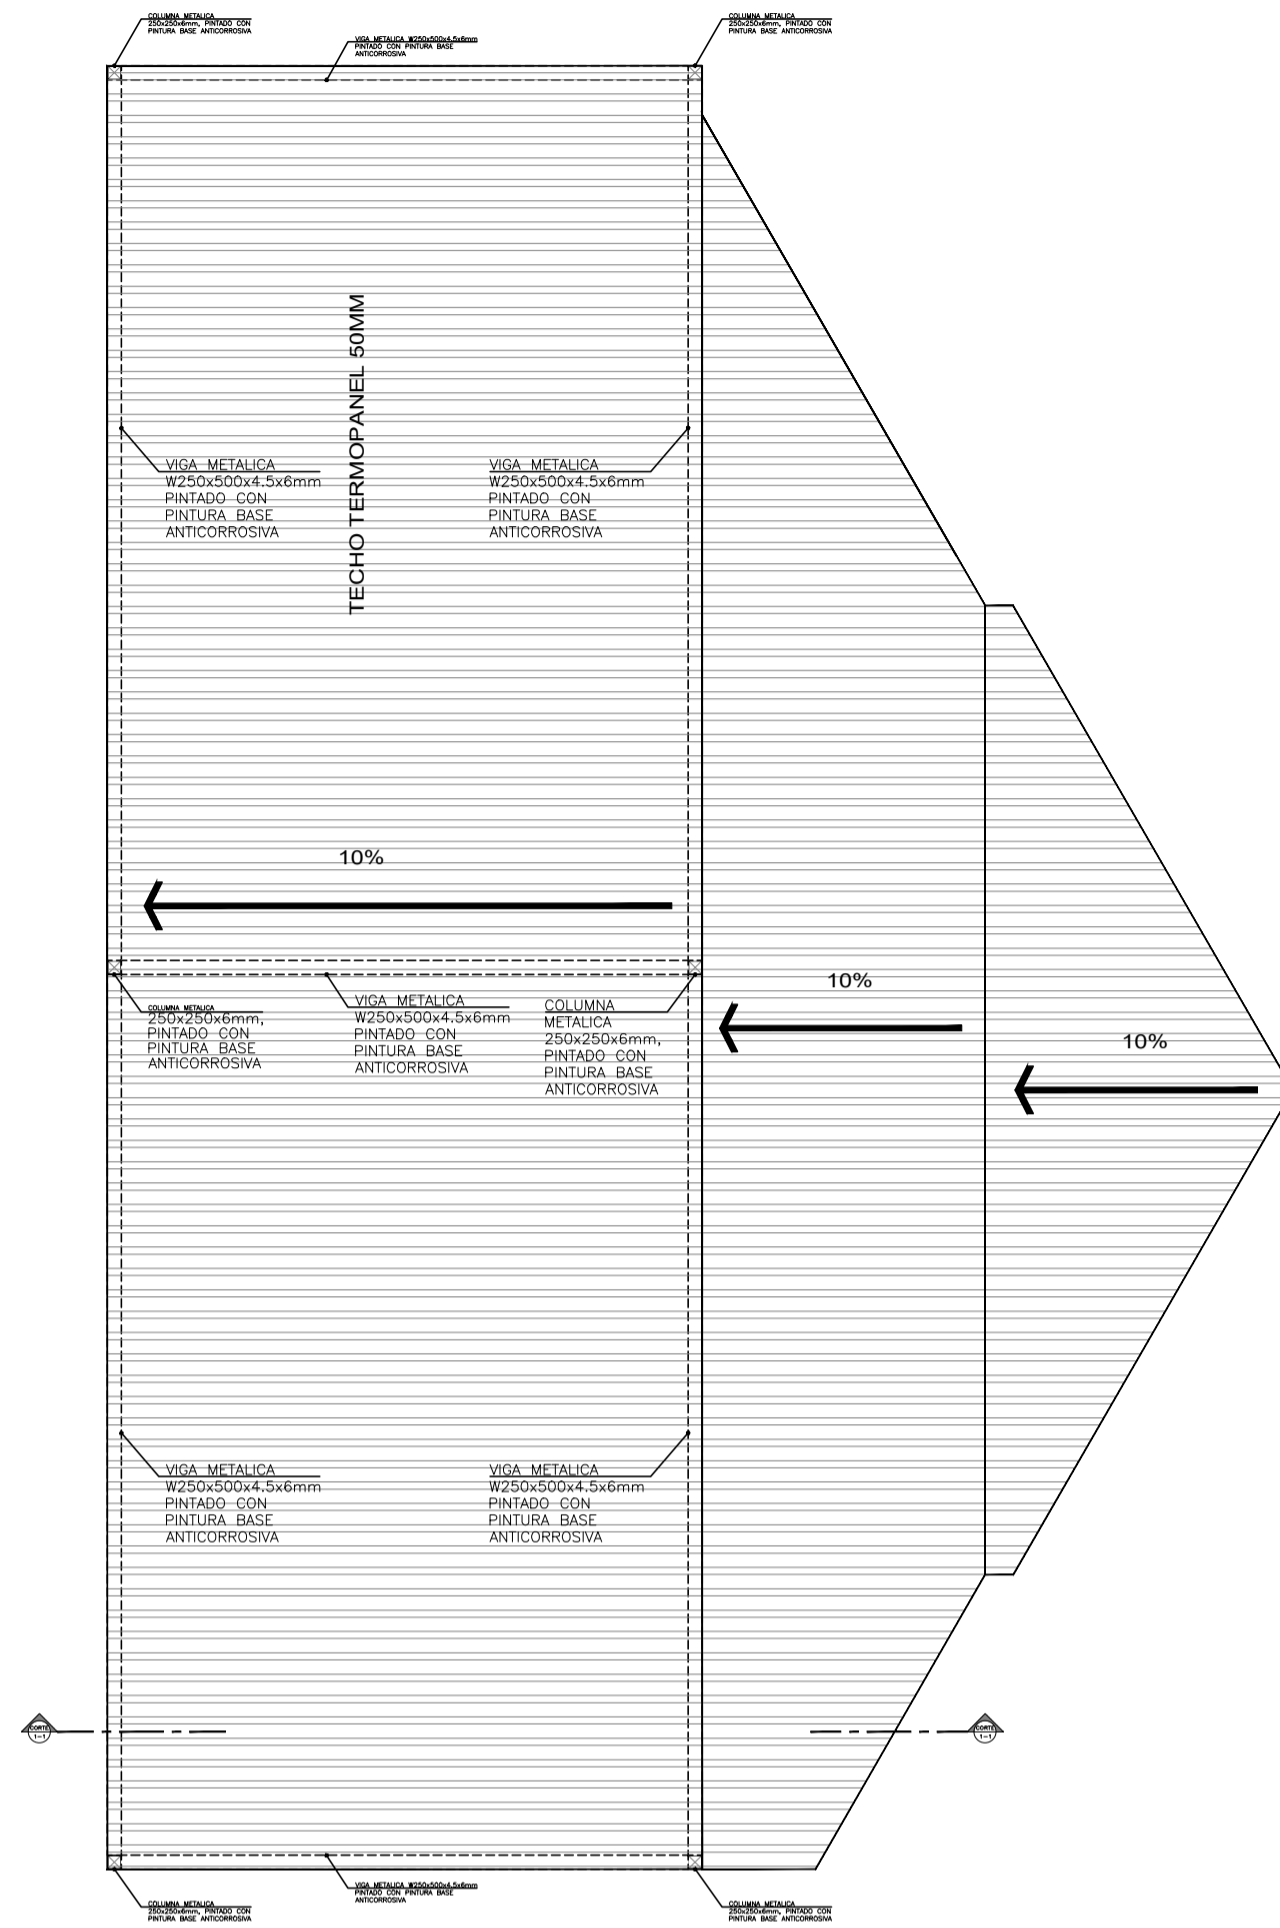 COLUMNA METALICA
250x250x6mm, PINTADO CON
PINTURA BASE ANTICORROSIVA
VIGA METALICA W250x500x4.5x6mm
PINTADO CON PINTURA BASE
ANTICORROSIVA
COLUMNA METALICA
250x250x6mm, PINTADO CON
PINTURA BASE ANTICORROSIVA
TECHO TERMOPANEL 50MM
VIGA METALICA
W250x500x4.5x6mm
PINTADO CON
PINTURA BASE
ANTICORROSIVA
VIGA METALICA
W250x500x4.5x6mm
PINTADO CON
PINTURA BASE
ANTICORROSIVA
10%
10%
10%
COLUMNA METALICA
250x250x6mm,
PINTADO CON
PINTURA BASE
ANTICORROSIVA
VIGA METALICA
W250x500x4.5x6mm
PINTADO CON
PINTURA BASE
ANTICORROSIVA
COLUMNA
METALICA
250x250x6mm,
PINTADO CON
PINTURA BASE
ANTICORROSIVA
VIGA METALICA
W250x500x4.5x6mm
PINTADO CON
PINTURA BASE
ANTICORROSIVA
VIGA METALICA
W250x500x4.5x6mm
PINTADO CON
PINTURA BASE
ANTICORROSIVA
CORTE
1-1
CORTE
1-1
COLUMNA METALICA
250x250x6mm, PINTADO CON
PINTURA BASE ANTICORROSIVA
VIGA METALICA W250x500x4.5x6mm
PINTADO CON PINTURA BASE
ANTICORROSIVA
COLUMNA METALICA
250x250x6mm, PINTADO CON
PINTURA BASE ANTICORROSIVA